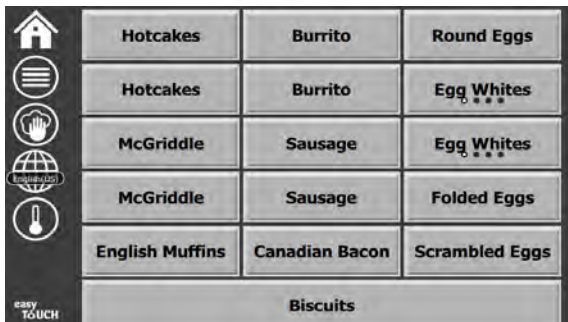 Hotcakes Burrito Round Eggs
Hotcakes Burrito Egg Whites
McGriddle Sausage Egg Whites
English(US)
McGriddle Sausage Folded Eggs
English Muffins Canadian Bacon Scrambled Eggs
easy
TOUCH Biscuits